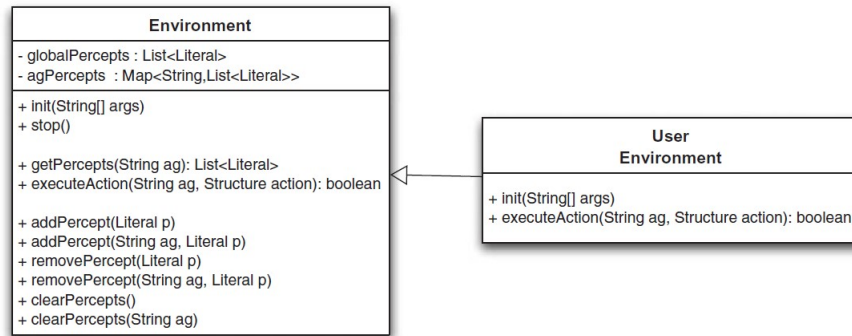 Environment
- globalPercepts : List<Literal>
- agPercepts : Map<String,List<Literal>>
+ init(String[] args)
+ stop()
+ getPercepts(String ag): List<Literal>
+ executeAction(String ag, Structure action): boolean
+ addPercept(Literal p)
+ addPercept(String ag, Literal p)
+ removePercept(Literal p)
+ removePercept(String ag, Literal p)
+ clearPercepts()
+ clearPercepts(String ag)
User
Environment
+ init(String[] args)
+ executeAction(String ag, Structure action): boolean